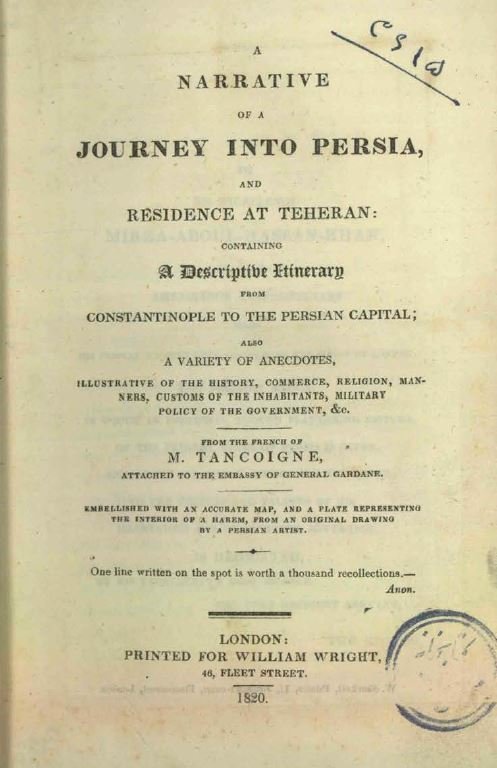 A
NARRATIVE
OF A
JOURNEY INTO PERSIA,
AND
RESIDENCE AT TEHERAN:
CONTAINING
A Descriptive Itinerary
FROM
CONSTANTINOPLE TO THE PERSIAN CAPITAL;
ALSO
A VARIETY OF ANECDOTES,
ILLUSTRATIVE OF THE HISTORY, COMMERCE, RELIGION, MAN-
NERS, CUSTOMS OF THE INHABITANTS, MILITARY
POLICY OF THE GOVERNMENT, &c.
FROM THE FRENCH OF
M. TANCOIGNE,
ATTACHED TO THE EMBASSY OF GENERAL GARDANE.
EMBELLISHED WITH AN ACCURATE MAP, AND A PLATE REPRESENTING
THE INTERIOR OF A HAREM, FROM AN ORIGINAL DRAWING
BY A PERSIAN ARTIST.
One line written on the spot is worth a thousand recollections.—
Anon.
LONDON:
PRINTED FOR WILLIAM WRIGHT,
46, FLEET STREET.
1820.